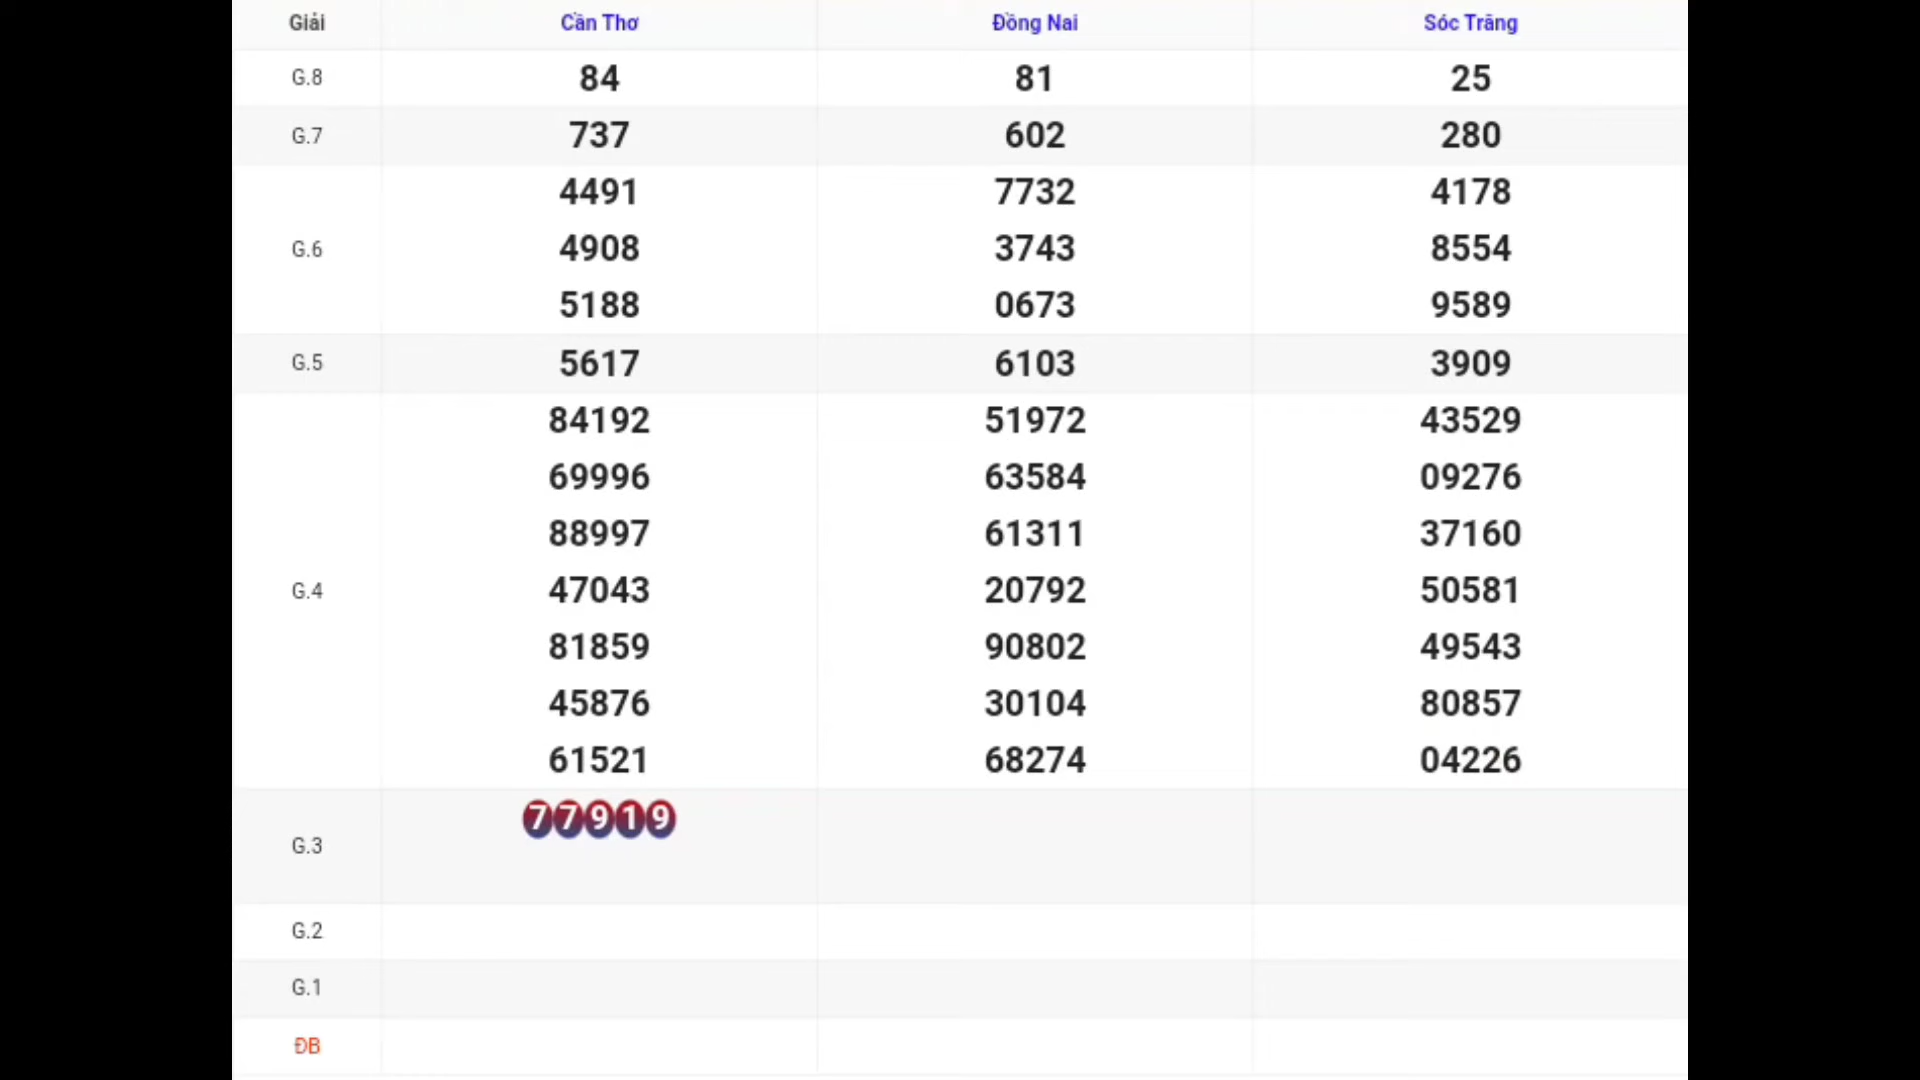 Giải Cần Thơ Đồng Nai Sóc Trăng
G.8 84 81 25
G.7 737 602 280
4491 7732 4178
G.6 4908 3743 8554
5188 0673 9589
G.5 5617 6103 3909
84192 51972 43529
69996 63584 09276
88997 61311 37160
G.4 47043 20792 50581
81859 90802 49543
45876 30104 80857
61521 68274 04226
77919
G.3
G.2
G.1
ĐB